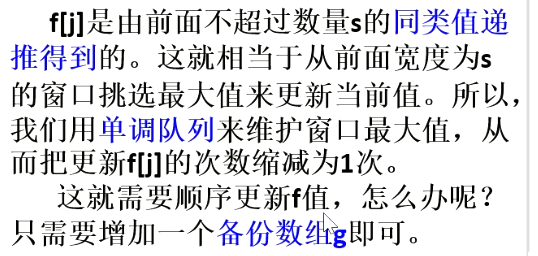 f[j]是由前面不超过数量s的同类值递
推得到的。这就相当于从前面宽度为s
的窗口挑选最大值来更新当前值。所以，
我们用单调队列来维护窗口最大值，从
而把更新f[j]的次数缩减为1次。
这就需要顺序更新f值，怎么办呢？
只需要增加一个备份数组g即可。